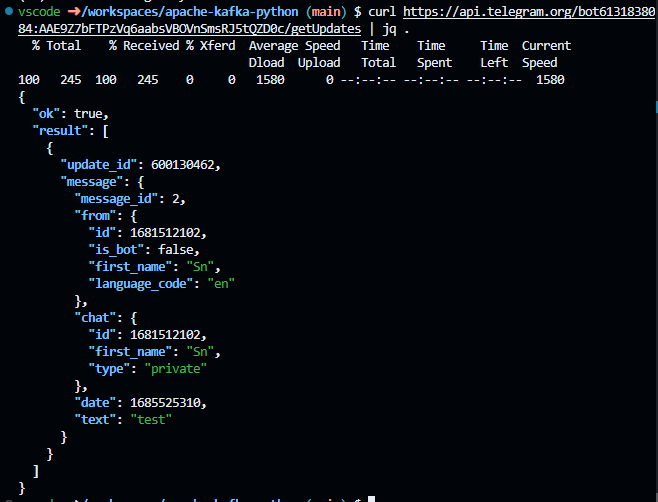 vscode ➜/workspaces/apache-kafka-python (main) $ curl https://api.telegram.org/bot61318380
84:AAE9Z7bFTPzVq6aabsVBOVnSmsRJ5tQZD0c/getUpdates | jq .
% Total % Received % Xferd Average Speed Time Time Time Current
Dload Upload Total Spent Left Speed
100 245 100 245 0 0 1580 0 --:--:-- --:--:-- --:--:-- 1580
{
"ok": true,
"result": [
{
"update_id": 600130462,
"message": {
"message_id": 2,
"from": {
"id": 1681512102,
"is_bot": false,
"first_name": "Sn",
"language_code": "en"
},
"chat": {
"id": 1681512102,
"first_name": "Sn",
"type": "private"
},
"date": 1685525310,
"text": "test"
}
}
]
}